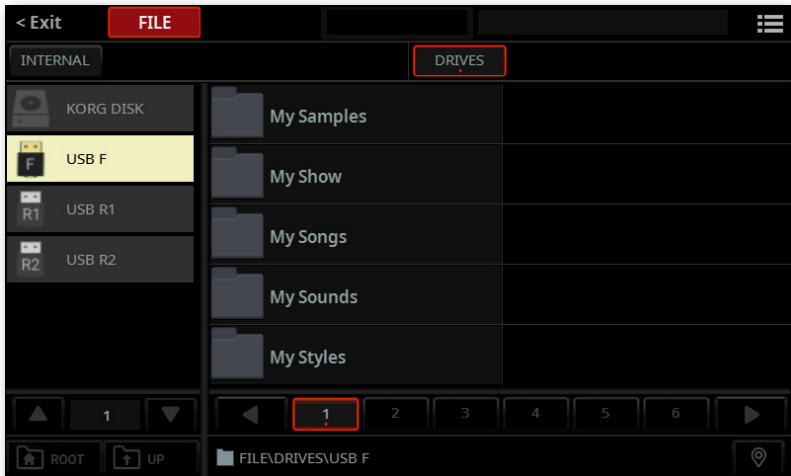 < Exit FILE
INTERNAL DRIVES
KORG DISK
F USB F
R1 USB R1
R2 USB R2
My Samples
My Show
My Songs
My Sounds
My Styles
1
1 2 3 4 5 6
ROOT UP
FILE\DRIVES\USB F